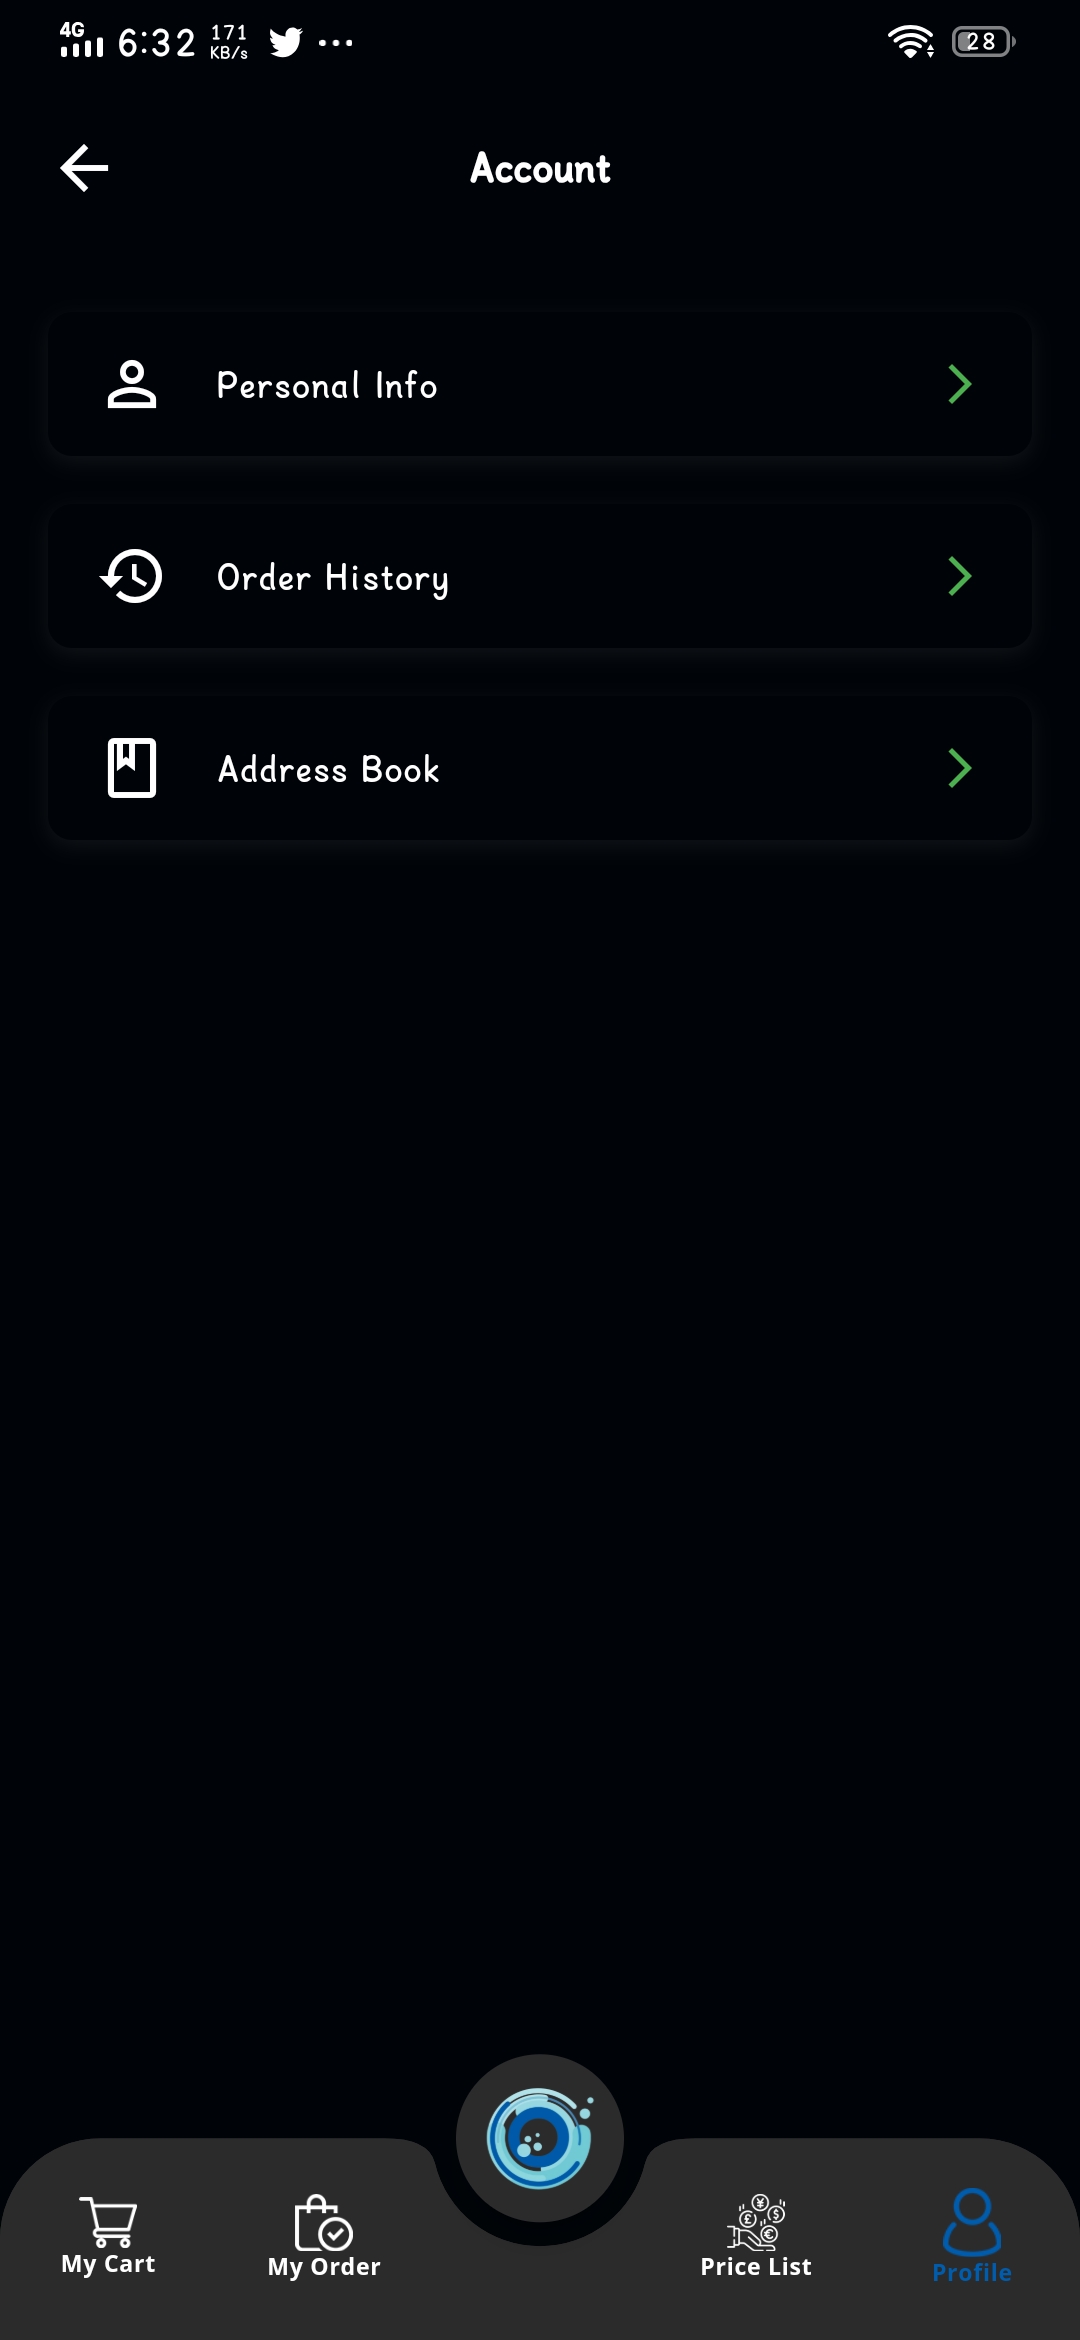 4G 6:32 171 KB/s 28
Account
Personal Info
Order History
Address Book
My Cart
My Order
Price List
Profile